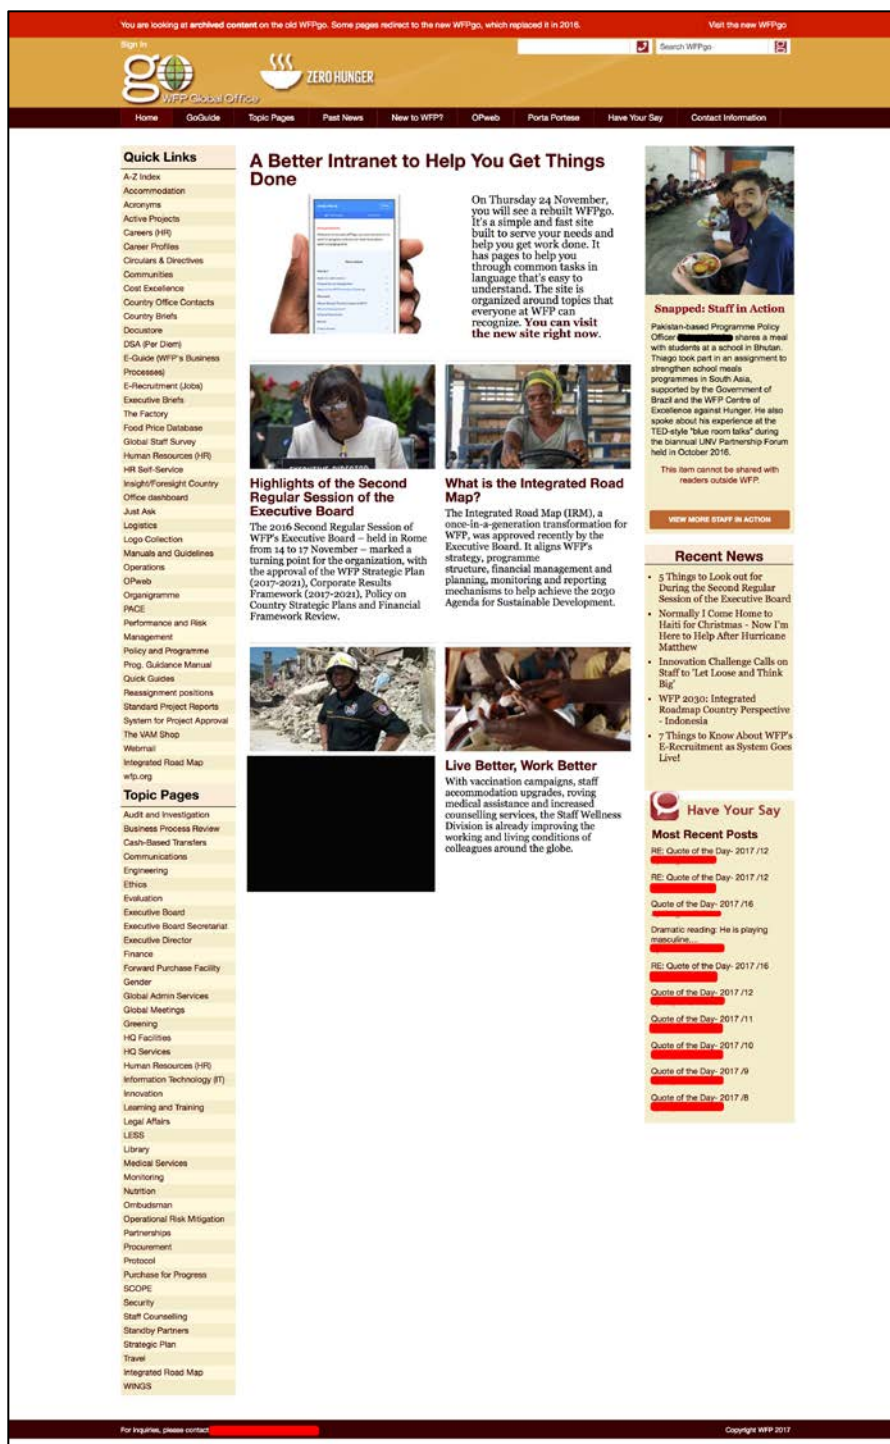 You are looking at archived content on the old WFPgo. Some pages redirect to the new WFPgo, which replaced it in 2016.
Visit the new WFPgo
Sign In
go
WFP Global Office
ZERO HUNGER
Search WFPgo
g
Home
GoGuide
Topic Pages
Past News
New to WFP?
OPweb
Porta Portese
Have Your Say
Contact Information
Quick Links
A-Z Index
Accommodation
Acronyms
Active Projects
Careers (HR)
Career Profiles
Circulars & Directives
Communities
Cost Excellence
Country Office Contacts
Country Briefs
Docustore
DSA (Per Diem)
E-Guide (WFP's Business
Processes)
E-Recruitment (Jobs)
Executive Briefs
The Factory
Food Price Database
Global Staff Survey
Human Resources (HR)
HR Self-Service
Insight/Foresight Country
Office dashboard
Just Ask
Logistics
Logo Collection
Manuals and Guidelines
Operations
OPweb
Organigramme
PACE
Performance and Risk
Management
Policy and Programme
Prog. Guidance Manual
Quick Guides
Reassignment positions
Standard Project Reports
System for Project Approval
The VAM Shop
Webmail
Integrated Road Map
wfp.org
Topic Pages
Audit and Investigation
Business Process Review
Cash-Based Transfers
Communications
Engineering
Ethics
Evaluation
Executive Board
Executive Board Secretariat
Executive Director
Finance
Forward Purchase Facility
Gender
Global Admin Services
Global Meetings
Greening
HQ Facilities
HQ Services
Human Resources (HR)
Information Technology (IT)
Innovation
Learning and Training
Legal Affairs
LESS
Library
Medical Services
Monitoring
Nutrition
Ombudsman
Operational Risk Mitigation
Partnerships
Procurement
Protocol
Purchase for Progress
SCOPE
Security
Staff Counselling
Standby Partners
Strategic Plan
Travel
Integrated Road Map
WINGS
A Better Intranet to Help You Get Things
Done
On Thursday 24 November,
you will see a rebuilt WFPgo.
It's a simple and fast site
built to serve your needs and
help you get work done. It
has pages to help you
through common tasks in
language that's easy to
understand. The site is
organized around topics that
everyone at WFP can
recognize. You can visit
the new site right now.
EXECUTIVE DIRECTOR
Highlights of the Second
Regular Session of the
Executive Board
The 2016 Second Regular Session of
WFP's Executive Board – held in Rome
from 14 to 17 November – marked a
turning point for the organization, with
the approval of the WFP Strategic Plan
(2017-2021), Corporate Results
Framework (2017-2021), Policy on
Country Strategic Plans and Financial
Framework Review.
What is the Integrated Road
Map?
The Integrated Road Map (IRM), a
once-in-a-generation transformation for
WFP, was approved recently by the
Executive Board. It aligns WFP's
strategy, programme
structure, financial management and
planning, monitoring and reporting
mechanisms to help achieve the 2030
Agenda for Sustainable Development.
Live Better, Work Better
With vaccination campaigns, staff
accommodation upgrades, roving
medical assistance and increased
counselling services, the Staff Wellness
Division is already improving the
working and living conditions of
colleagues around the globe.
Snapped: Staff in Action
Pakistan-based Programme Policy
Officer shares a meal
with students at a school in Bhutan.
Thiago took part in an assignment to
strengthen school meals
programmes in South Asia,
supported by the Government of
Brazil and the WFP Centre of
Excellence against Hunger. He also
spoke about his experience at the
TED-style "blue room talks" during
the biannual UNV Partnership Forum
held in October 2016.
This item cannot be shared with
readers outside WFP.
VIEW MORE STAFF IN ACTION
Recent News
• 5 Things to Look out for
During the Second Regular
Session of the Executive Board
• Normally I Come Home to
Haiti for Christmas - Now I'm
Here to Help After Hurricane
Matthew
• Innovation Challenge Calls on
Staff to 'Let Loose and Think
Big'
• WFP 2030: Integrated
Roadmap Country Perspective
- Indonesia
• 7 Things to Know About WFP's
E-Recruitment as System Goes
Live!
Have Your Say
Most Recent Posts
RE: Quote of the Day- 2017 /12
RE: Quote of the Day- 2017 /12
Quote of the Day- 2017 /16
Dramatic reading: He is playing
masculine...
RE: Quote of the Day- 2017 /16
Quote of the Day- 2017 /12
Quote of the Day- 2017 /11
Quote of the Day- 2017 /10
Quote of the Day- 2017 /9
Quote of the Day- 2017 /8
For Inquiries, please contact
Copyright WFP 2017